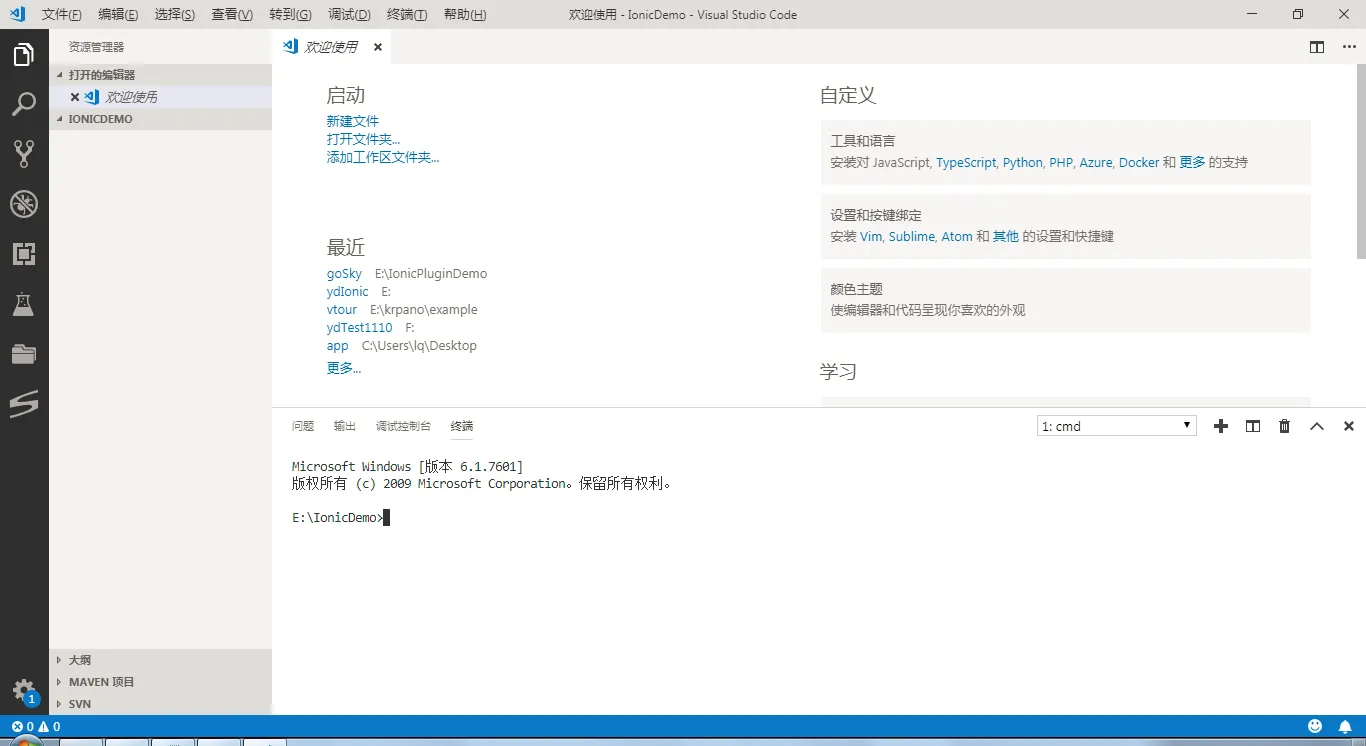 文件(F) 编辑(E) 选择(S) 查看(V) 转到(G) 调试(D) 终端(T) 帮助(H) 欢迎使用 - IonicDemo - Visual Studio Code
资源管理器
打开的编辑器
欢迎使用
IONICDEMO
大纲
MAVEN 项目
SVN
1
欢迎使用
启动
新建文件
打开文件夹...
添加工作区文件夹...
最近
goSky E:\IonicPluginDemo
ydIonic E:
vtour E:\krpano\example
ydTest1110 F:
app C:\Users\lq\Desktop
更多...
自定义
工具和语言
安装对 JavaScript, TypeScript, Python, PHP, Azure, Docker 和 更多 的支持
设置和按键绑定
安装 Vim, Sublime, Atom 和 其他 的设置和快捷键
颜色主题
使编辑器和代码呈现你喜欢的外观
学习
问题 输出 调试控制台 终端 1: cmd
Microsoft Windows [版本 6.1.7601]
版权所有 (c) 2009 Microsoft Corporation。保留所有权利。
E:\IonicDemo>
0 0